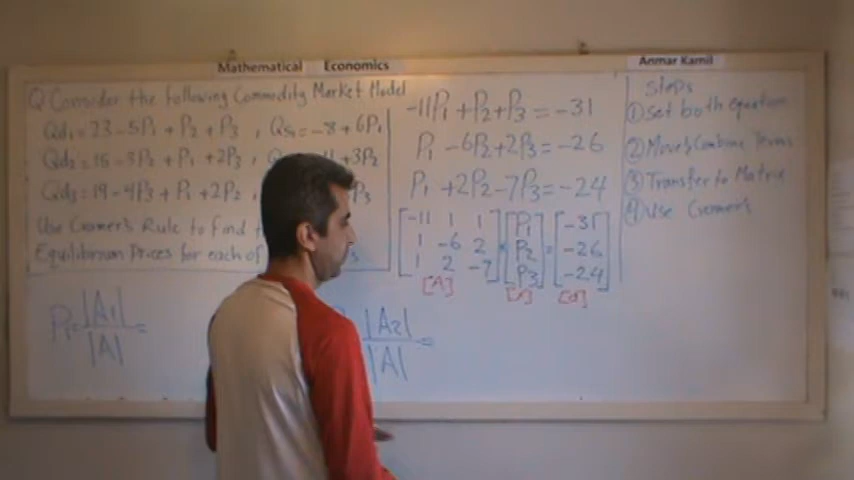 Mathematical Economics
Anmar Kamil
Q: Consider the following Commodity Market Model
Qd₁ = 23 - 5P₁ + P₂ + P₃ , QS₁ = -8 + 6P₁
Qd₂ = 15 - 3P₂ + P₁ + 2P₃ , + 3P₂
Qd₃ = 19 - 4P₃ + P₁ + 2P₂ , P₃
Use Cramer's Rule to find
Equilibrium Prices for each of
-11P₁ + P₂ + P₃ = -31
P₁ - 6P₂ + 2P₃ = -26
P₁ + 2P₂ - 7P₃ = -24
[-11 1 1] [P₁] = [-31]
[1 -6 2] [P₂] = [-26]
[1 2 -7] [P₃] = [-24]
[A] [d]
Steps
① Set both equation
② Move & Combine Terms
③ Transfer to Matrix
④ Use Cramer's
P₁ = |A₁| / |A| =
|A₂| / |A| =